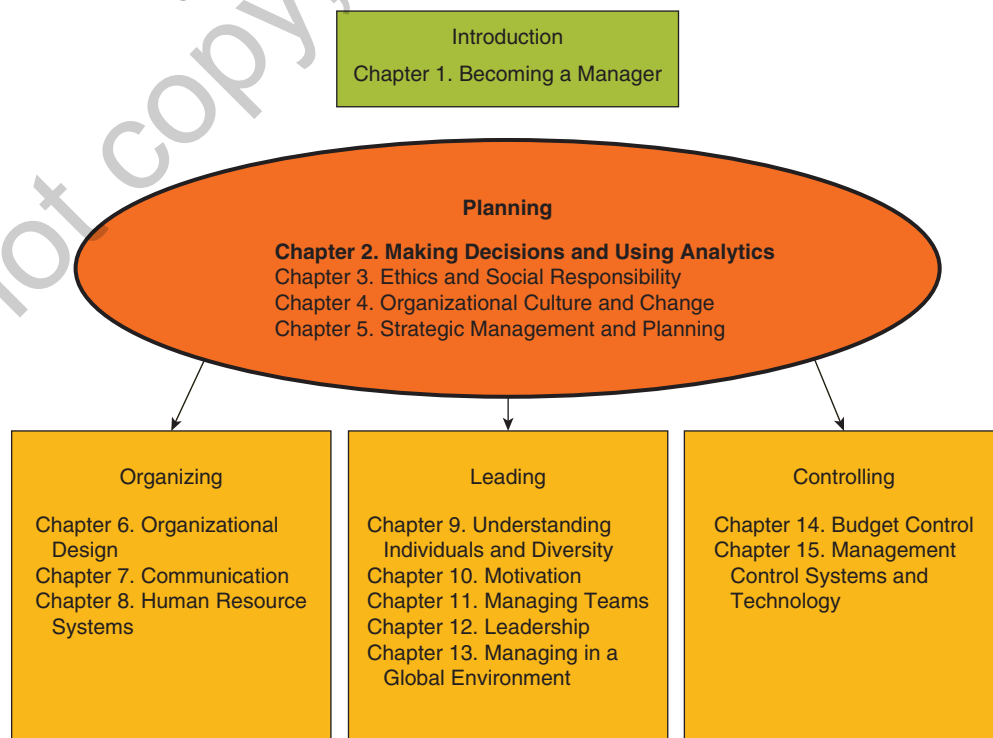 not copy,
Introduction
Chapter 1. Becoming a Manager
Planning
Chapter 2. Making Decisions and Using Analytics
Chapter 3. Ethics and Social Responsibility
Chapter 4. Organizational Culture and Change
Chapter 5. Strategic Management and Planning
Organizing
Chapter 6. Organizational
Design
Chapter 7. Communication
Chapter 8. Human Resource
Systems
Leading
Chapter 9. Understanding
Individuals and Diversity
Chapter 10. Motivation
Chapter 11. Managing Teams
Chapter 12. Leadership
Chapter 13. Managing in a
Global Environment
Controlling
Chapter 14. Budget Control
Chapter 15. Management
Control Systems and
Technology